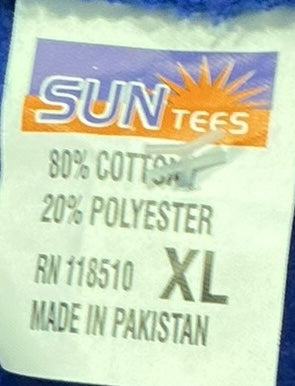 SUN TEES
80% COTTON
20% POLYESTER
RN 118510 XL
MADE IN PAKISTAN